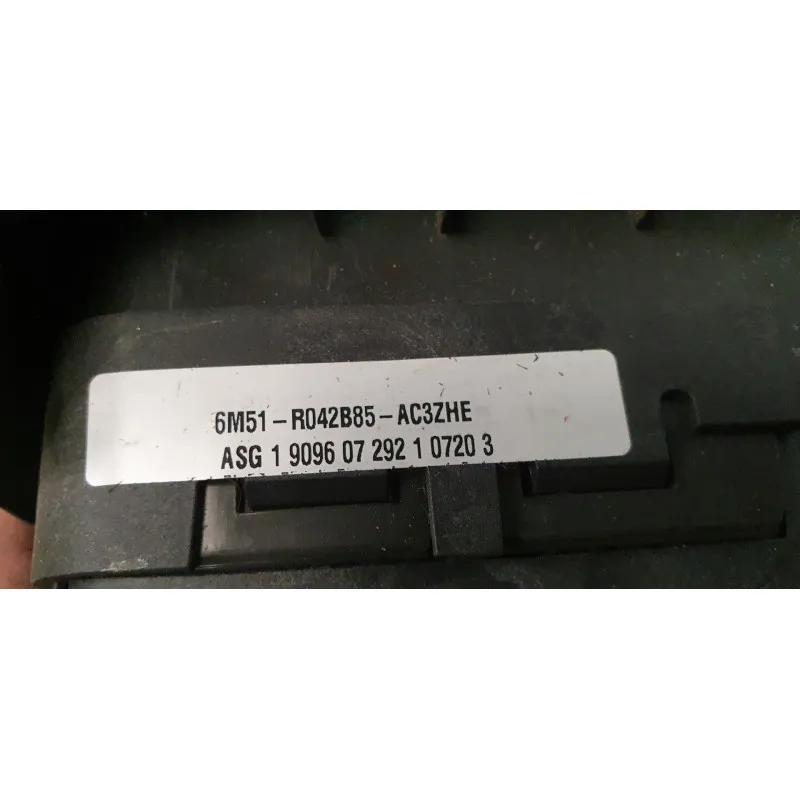 6M51-R042B85-AC3ZHE
ASG 1 9096 07 292 1 0720 3